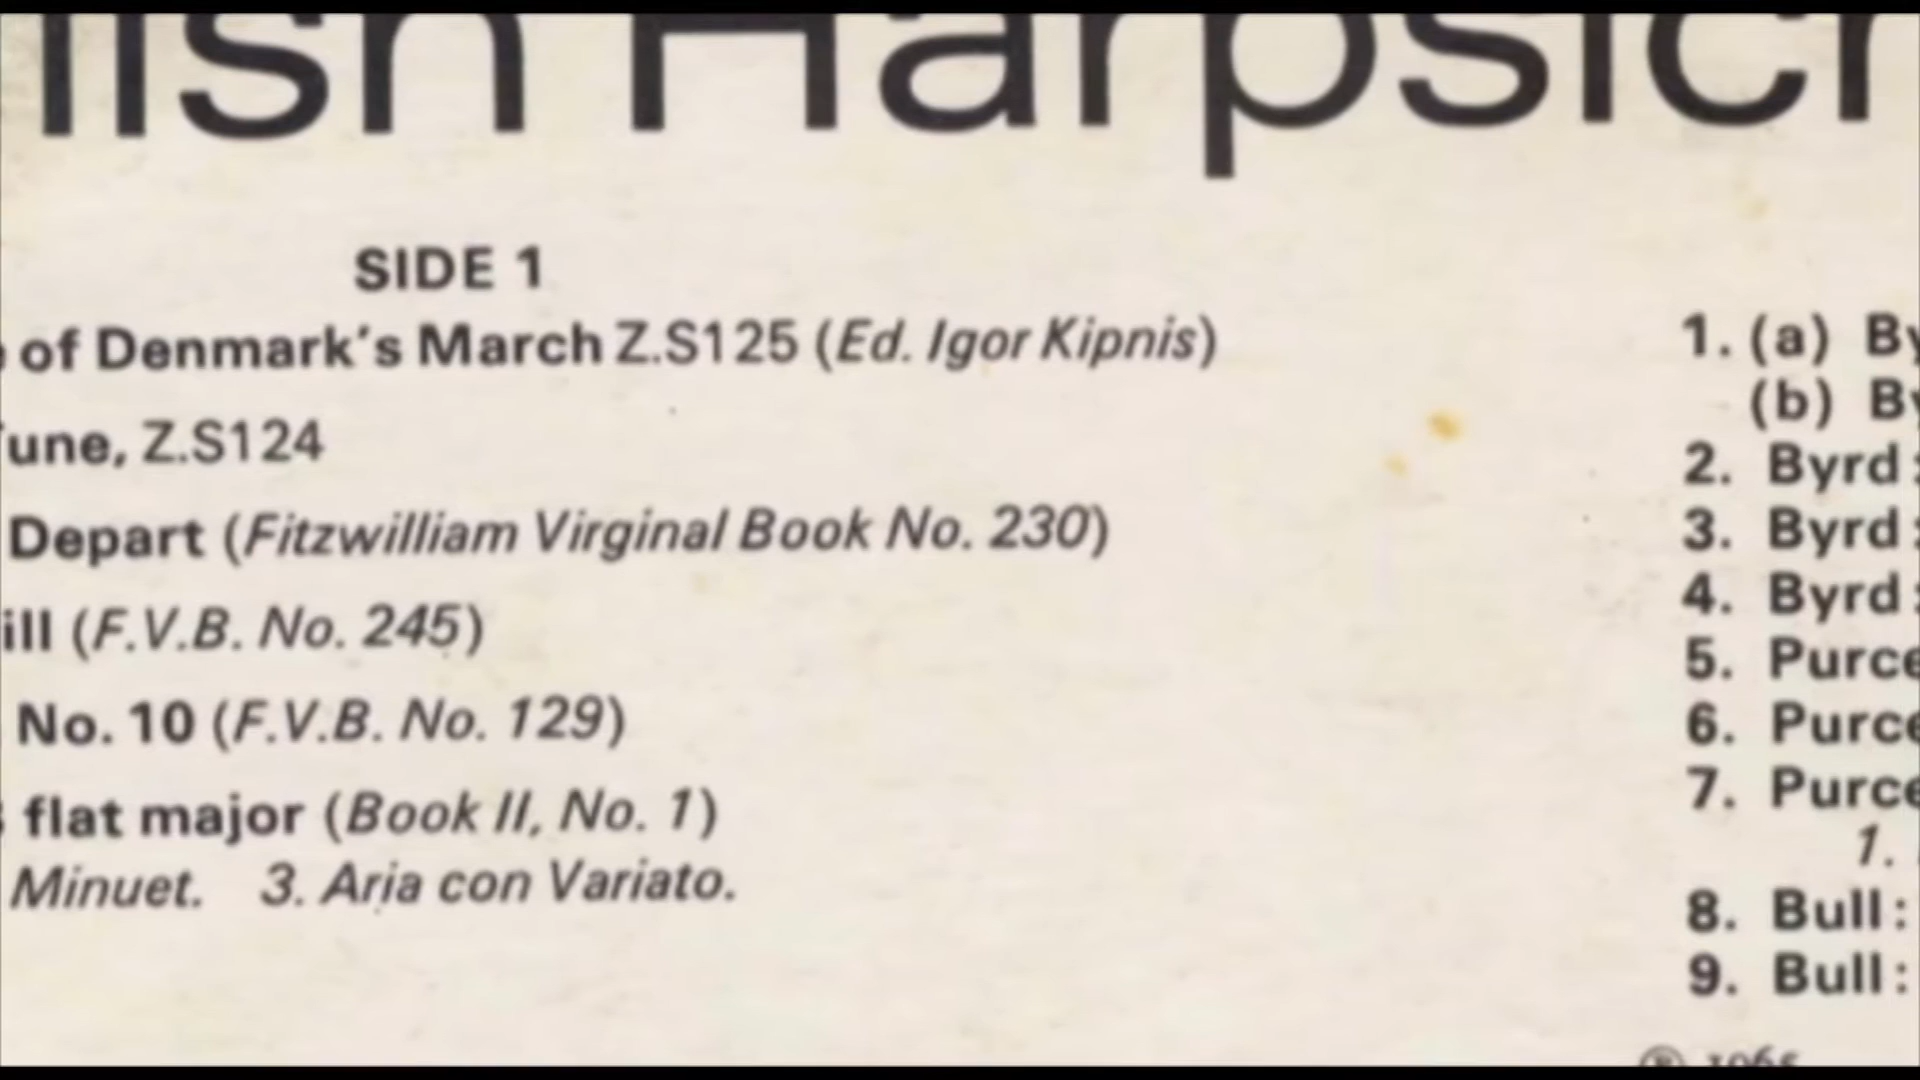 lish Harpsich
SIDE 1
of Denmark's March Z.S125 (Ed. Igor Kipnis)
Tune, Z.S124
Depart (Fitzwilliam Virginal Book No. 230)
ill (F.V.B. No. 245)
No. 10 (F.V.B. No. 129)
flat major (Book II, No. 1)
Minuet. 3. Aria con Variato.
1. (a) By
(b) By
2. Byrd:
3. Byrd:
4. Byrd:
5. Purce
6. Purce
7. Purce
1.
8. Bull:
9. Bull:
Ⓟ 1965